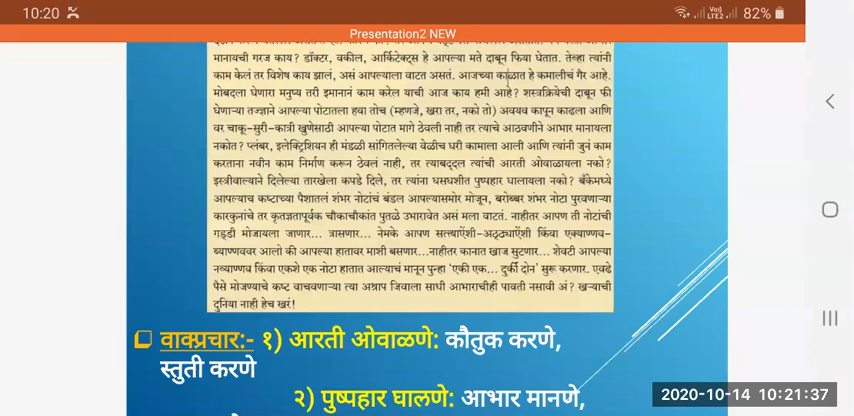 10:20
Vo)) LTE2 82%
Presentation2 NEW
मानायची गरज काय? डॉक्टर, वकील, आर्किटेक्ट्स हे आपल्या मते दाबून फिया घेतात. तेव्हा त्यांनी
काम केलं तर विशेष काय झालं, असं आपल्याला वाटत असतं. आजच्या काळात हे कमालीचं गैर आहे.
मोबदला घेणारा मनुष्य तरी इमानानं काम करेल याची आज काय हमी आहे? शस्त्रक्रियेची दाबून फी
घेणाऱ्या तज्ज्ञाने आपल्या पोटातला हवा तोच (म्हणजे, खरा तर, नको तो) अवयव कापून काढला आणि
वर चाकू-सुरी-कात्री खुणेसाठी आपल्या पोटात मागे ठेवली नाही तर त्याचे आठवणीने आभार मानायला
नकोत? प्लंबर, इलेक्ट्रिशियन ही मंडळी सांगितलेल्या वेळीच घरी कामाला आली आणि त्यांनी जुनं काम
करताना नवीन काम निर्माण करून ठेवलं नाही, तर त्याबद्दल त्यांची आरती ओवाळायला नको?
इस्त्रीवाल्याने दिलेल्या तारखेला कपडे दिले, तर त्यांना घसघशीत पुष्पहार घालायला नको? बँकेमध्ये
आपल्याच कष्टाच्या पैशातलं शंभर नोटांचं बंडल आपल्यासमोर मोजून, बरोब्बर शंभर नोटा पुरवणाऱ्या
कारकुनांचे तर कृतज्ञतापूर्वक चौकाचौकांत पुतळे उभारावेत असं मला वाटतं. नाहीतर आपण ती नोटांची
गड्डी मोजायला जाणार... त्रासणार... नेमके आपण सत्त्याऐंशी-अठ्ठ्याऐंशी किंवा एक्याण्णव-
ब्याण्णववर आलो की आपल्या हातावर माशी बसणार...नाहीतर कानात खाज सुटणार... शेवटी आपल्या
नव्याण्णव किंवा एकशे एक नोटा हातात आल्याचं मानून पुन्हा 'एकी एक... दुर्की दोन' सुरू करणार. एवढे
पैसे मोजण्याचे कष्ट वाचवणाऱ्या त्या अश्राप जिवाला साधी आभाराचीही पावती नसावी अं? खऱ्याची
दुनिया नाही हेच खरं!
वाक्प्रचार:- १) आरती ओवाळणे: कौतुक करणे,
स्तुती करणे
२) पुष्पहार घालणे: आभार मानणे,
2020-10-14 10:21:37